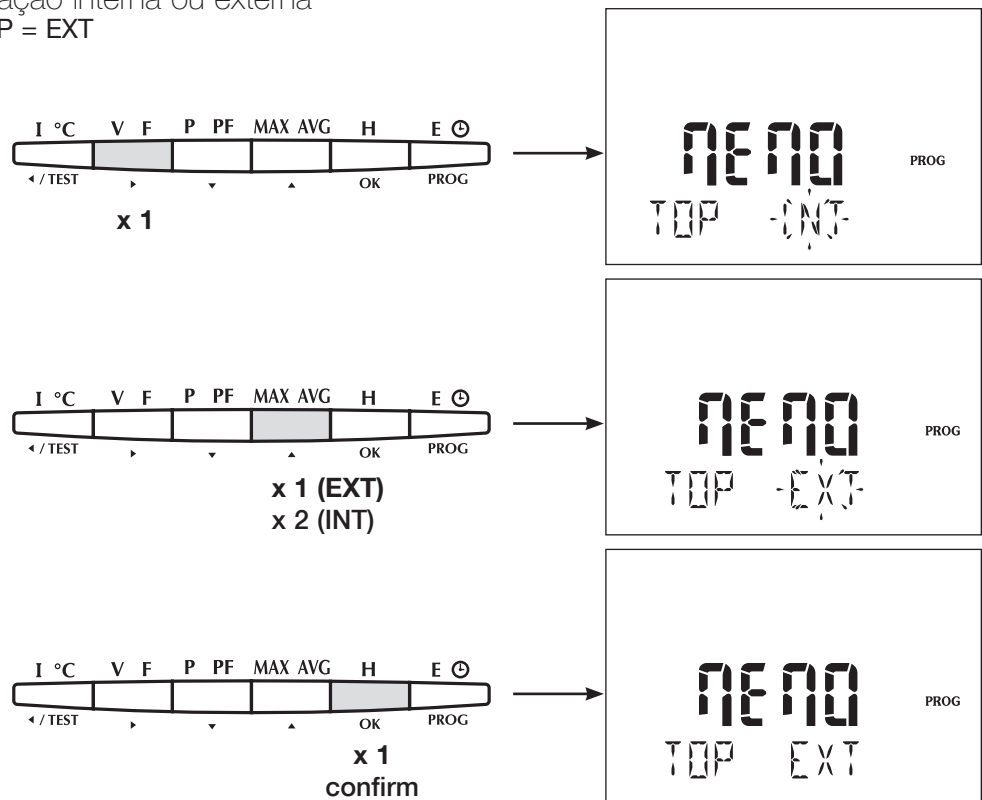 ação interna ou externa
P = EXT
I °C V F P PF MAX AVG H E
/ TEST OK PROG
x 1
MEMO
PROG
TOP INT
I °C V F P PF MAX AVG H E
/ TEST OK PROG
x 1 (EXT)
x 2 (INT)
MEMO
PROG
TOP EXT
I °C V F P PF MAX AVG H E
/ TEST OK PROG
x 1
confirm
MEMO
PROG
TOP EXT